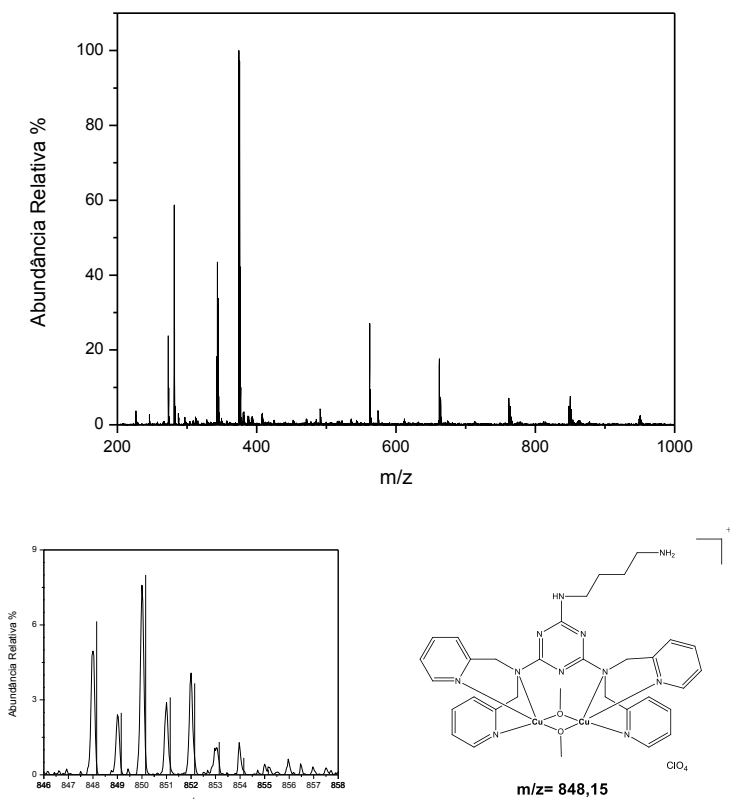 Abundância Relativa %
100
80
60
40
20
0
200 400 600 800 1000
m/z
Abundância Relativa %
9
6
3
0
846 847 848 849 850 851 852 853 854 855 856 857 858
+
NH₂
HN
N N
N
N N
N N
O
Cu Cu
O
N N
ClO₄
m/z= 848,15